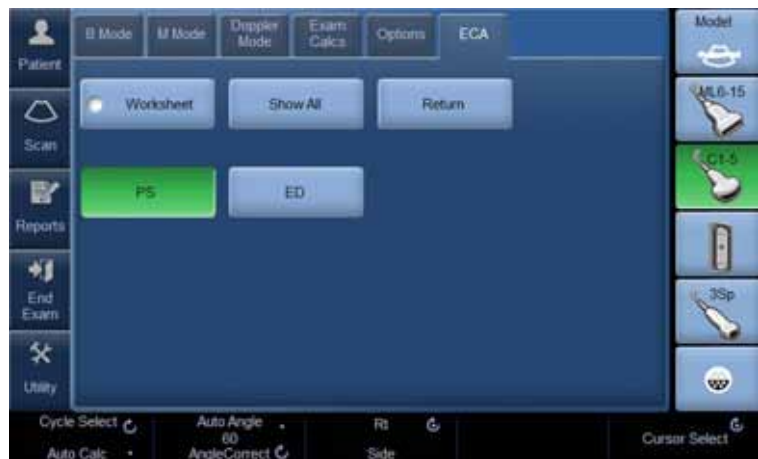 Patient
B Mode
M Mode
Doppler
Mode
Exam
Calcs
Options
ECA
Model
Worksheet
Show All
Return
ML6-15
Scan
PS
ED
C1-5
Reports
End
Exam
3Sp
Utility
Cycle Select
Auto Calc
Auto Angle
60
AngleCorrect
Rt
Side
Cursor Select